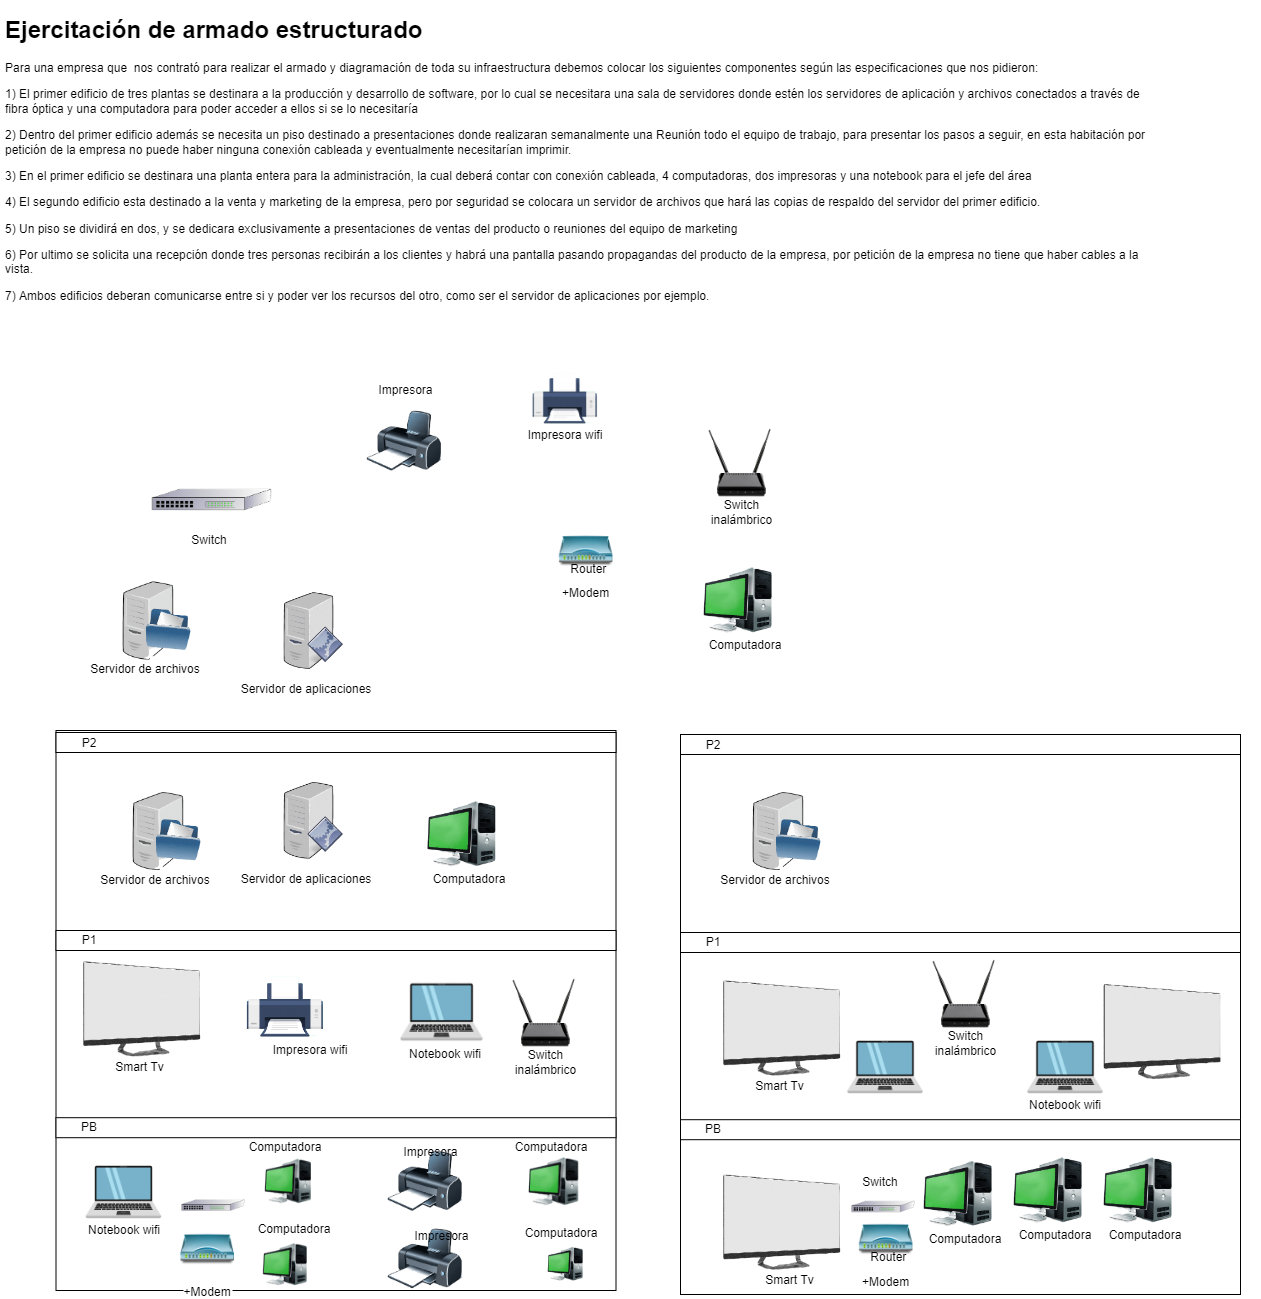 Ejercitación de armado estructurado
Para una empresa que  nos contrató para realizar el armado y diagramación de toda su infraestructura debemos colocar los siguientes componentes según las especificaciones que nos pidieron:
1) El primer edificio de tres plantas se destinara a la producción y desarrollo de software, por lo cual se necesitara una sala de servidores donde estén los servidores de aplicación y archivos conectados a través de
fibra óptica y una computadora para poder acceder a ellos si se lo necesitaría
2) Dentro del primer edificio además se necesita un piso destinado a presentaciones donde realizaran semanalmente una Reunión todo el equipo de trabajo, para presentar los pasos a seguir, en esta habitación por
petición de la empresa no puede haber ninguna conexión cableada y eventualmente necesitarían imprimir.
3) En el primer edificio se destinara una planta entera para la administración, la cual deberá contar con conexión cableada, 4 computadoras, dos impresoras y una notebook para el jefe del área
4) El segundo edificio esta destinado a la venta y marketing de la empresa, pero por seguridad se colocara un servidor de archivos que hará las copias de respaldo del servidor del primer edificio.
5) Un piso se dividirá en dos, y se dedicara exclusivamente a presentaciones de ventas del producto o reuniones del equipo de marketing
6) Por ultimo se solicita una recepción donde tres personas recibirán a los clientes y habrá una pantalla pasando propagandas del producto de la empresa, por petición de la empresa no tiene que haber cables a la
vista.
7) Ambos edificios deberan comunicarse entre si y poder ver los recursos del otro, como ser el servidor de aplicaciones por ejemplo.
Impresora
Impresora wifi
Switch
inalámbrico
Switch
Router
+Modem
Computadora
Servidor de archivos
Servidor de aplicaciones
P2
Servidor de archivos
Servidor de aplicaciones
Computadora
P1
Smart Tv
Impresora wifi
Notebook wifi
Switch
inalámbrico
PB
Computadora
Impresora
Computadora
Notebook wifi
Computadora
Impresora
Computadora
+Modem
P2
Servidor de archivos
P1
Switch
inalámbrico
Smart Tv
Notebook wifi
PB
Switch
Computadora
Computadora
Computadora
Router
+Modem
Smart Tv